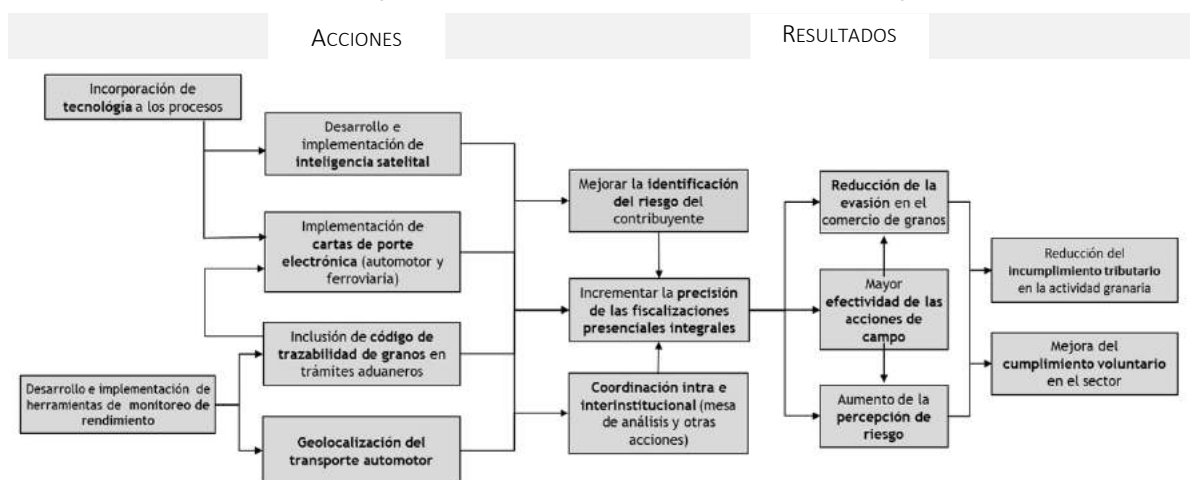 ACCIONES
RESULTADOS
Incorporación de
tecnología a los procesos
Desarrollo e
implementación de
inteligencia satelital
Implementación de
cartas de porte
electrónica (automotor y
ferroviaria)
Inclusión de código de
trazabilidad de granos en
trámites aduaneros
Desarrollo e implementación de
herramientas de monitoreo de
rendimiento
Geolocalización del
transporte automotor
Mejorar la identificación
del riesgo del
contribuyente
Incrementar la precisión
de las fiscalizaciones
presenciales integrales
Coordinación intra e
interinstitucional (mesa
de análisis y otras
acciones)
Reducción de la
evasión en el
comercio de granos
Mayor
efectividad de las
acciones de
campo
Aumento de la
percepción de
riesgo
Reducción del
incumplimiento tributario
en la actividad granaria
Mejora del
cumplimiento voluntario
en el sector